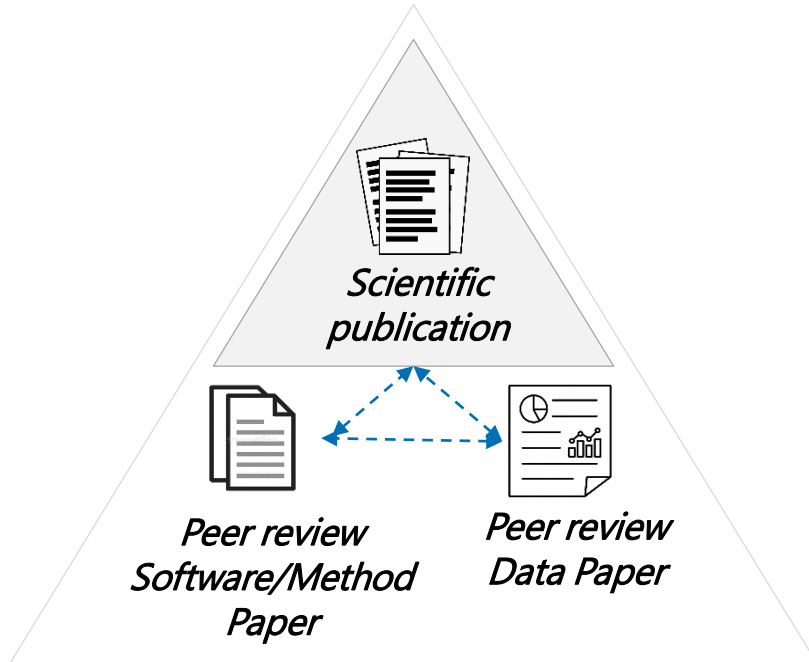 Scientific
publication
Peer review
Software/Method
Paper
Peer review
Data Paper